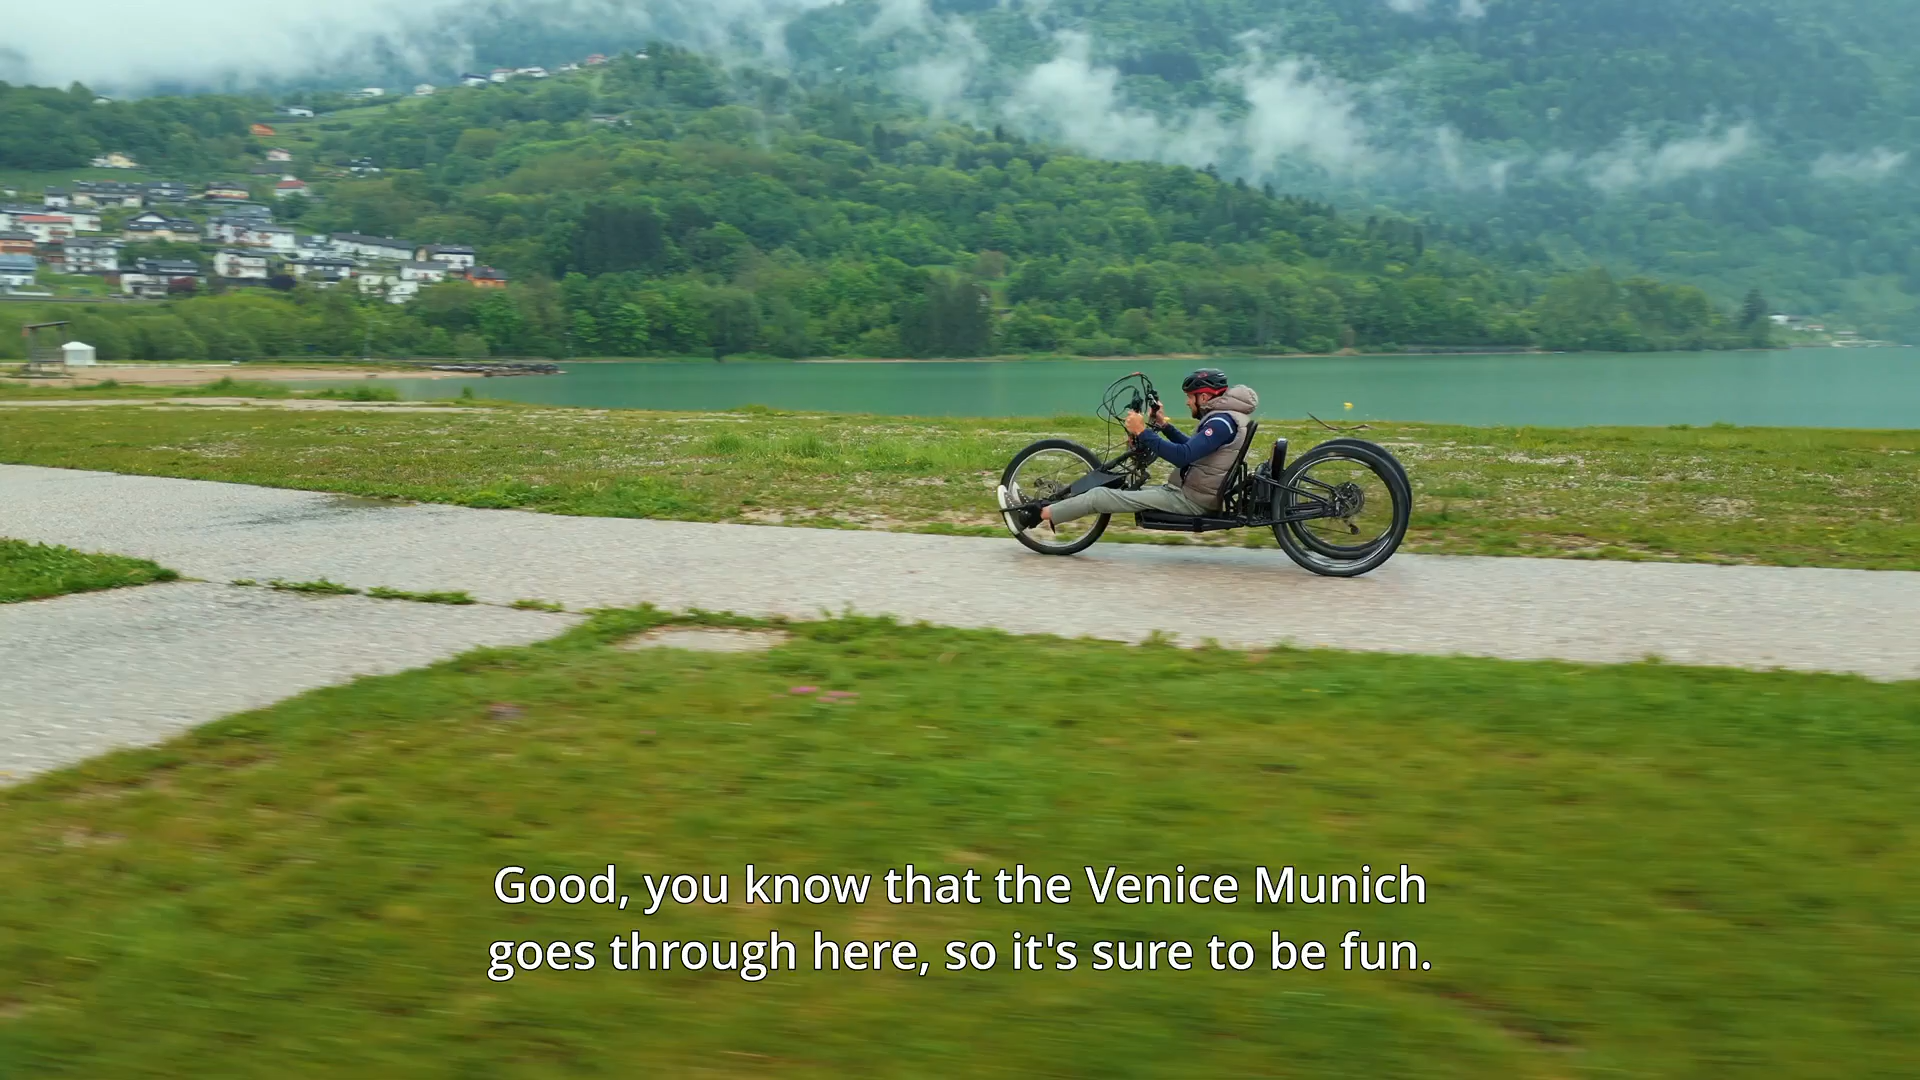 Good, you know that the Venice Munich
goes through here, so it's sure to be fun.